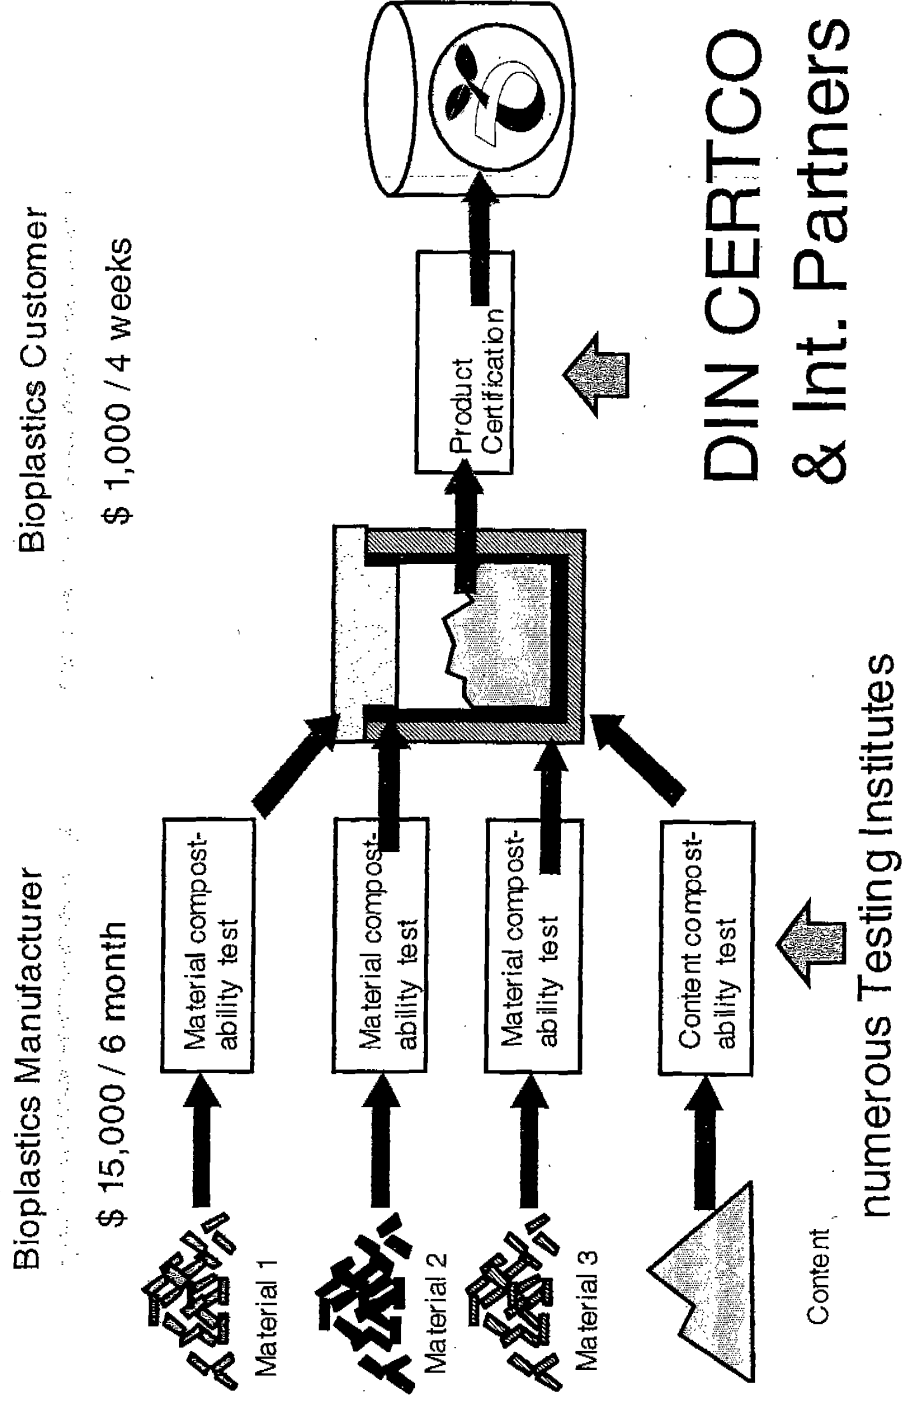 Bioplastics Manufacturer
Bioplastics Customer
$ 15,000 / 6 month
$ 1,000 / 4 weeks
Material 1
Material compost-
ability test
Material 2
Material compost-
ability test
Material 3
Material compost-
ability test
Content
Content compost-
ability test
Product
Certification
numerous Testing Institutes
DIN CERTCO
& Int. Partners